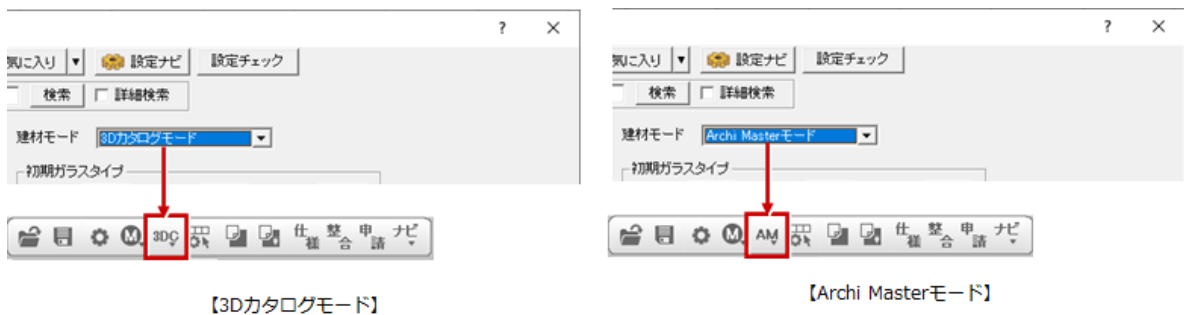 ? ×
気に入り ▼ 設定ナビ 設定チェック
検索 詳細検索
建材モード 3Dカタログモード
初期ガラスタイプ
M 3DC 仕様 整合 申請 ナビ
【3Dカタログモード】
? ×
気に入り ▼ 設定ナビ 設定チェック
検索 詳細検索
建材モード Archi Masterモード
初期ガラスタイプ
M AM 仕様 整合 申請 ナビ
【Archi Masterモード】